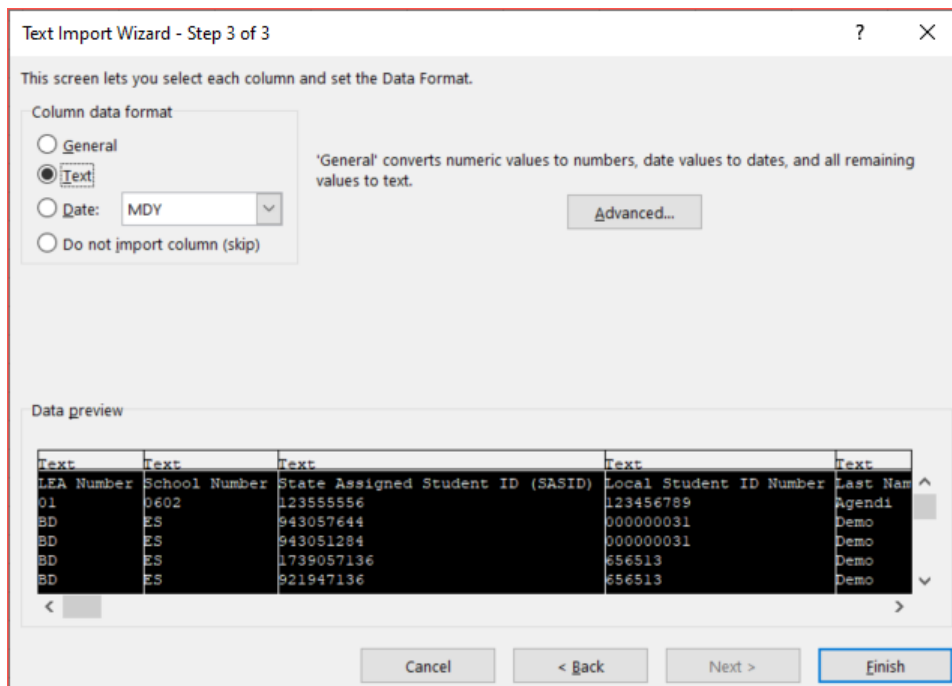 Text Import Wizard - Step 3 of 3 ? X
This screen lets you select each column and set the Data Format.
Column data format
General
Text
Date: MDY
Do not import column (skip)
'General' converts numeric values to numbers, date values to dates, and all remaining
values to text.
Advanced...
Data preview
Text Text Text Text Text
LEA Number School Number State Assigned Student ID (SASID) Local Student ID Number Last Nam
01 0602 123555556 123456789 Agendi
BD ES 943057644 000000031 Demo
BD ES 943051284 000000031 Demo
BD ES 1739057136 656513 Demo
BD ES 921947136 656513 Demo
Cancel < Back Next > Finish